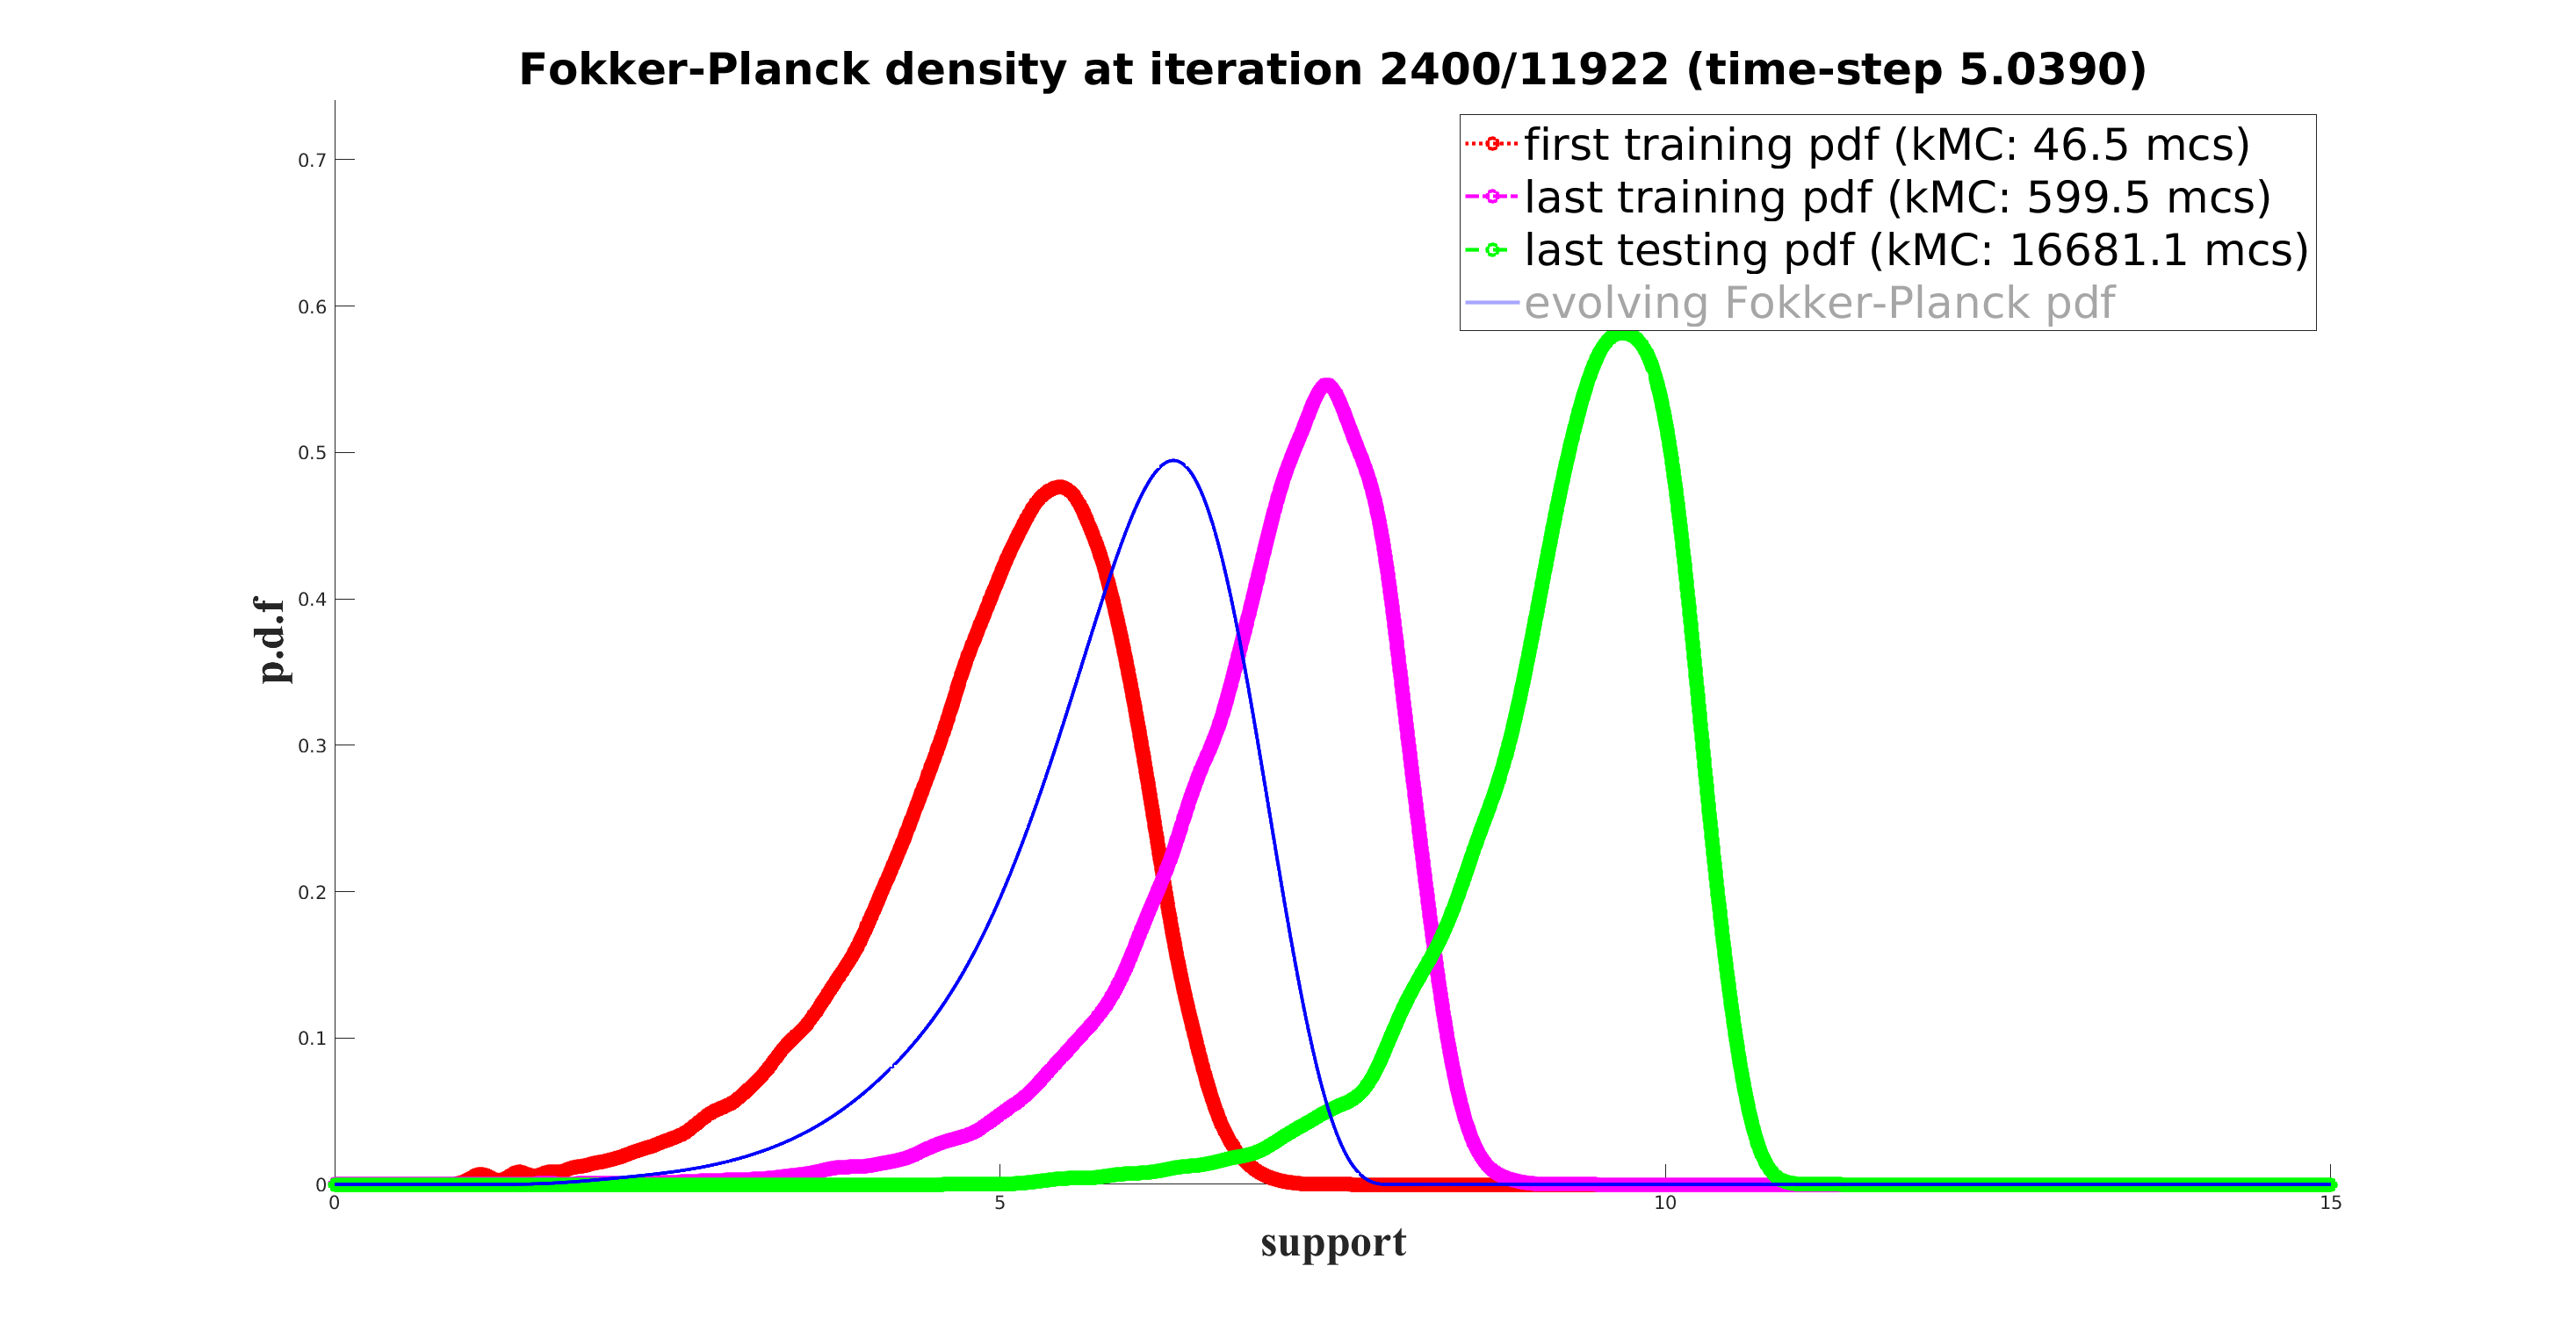 Fokker-Planck density at iteration 2400/11922 (time-step 5.0390)
first training pdf (kMC: 46.5 mcs)
last training pdf (kMC: 599.5 mcs)
last testing pdf (kMC: 16681.1 mcs)
evolving Fokker-Planck pdf
0.7
0.6
0.5
0.4
0.3
0.2
0.1
0
p.d.f
0 5 10 15
support